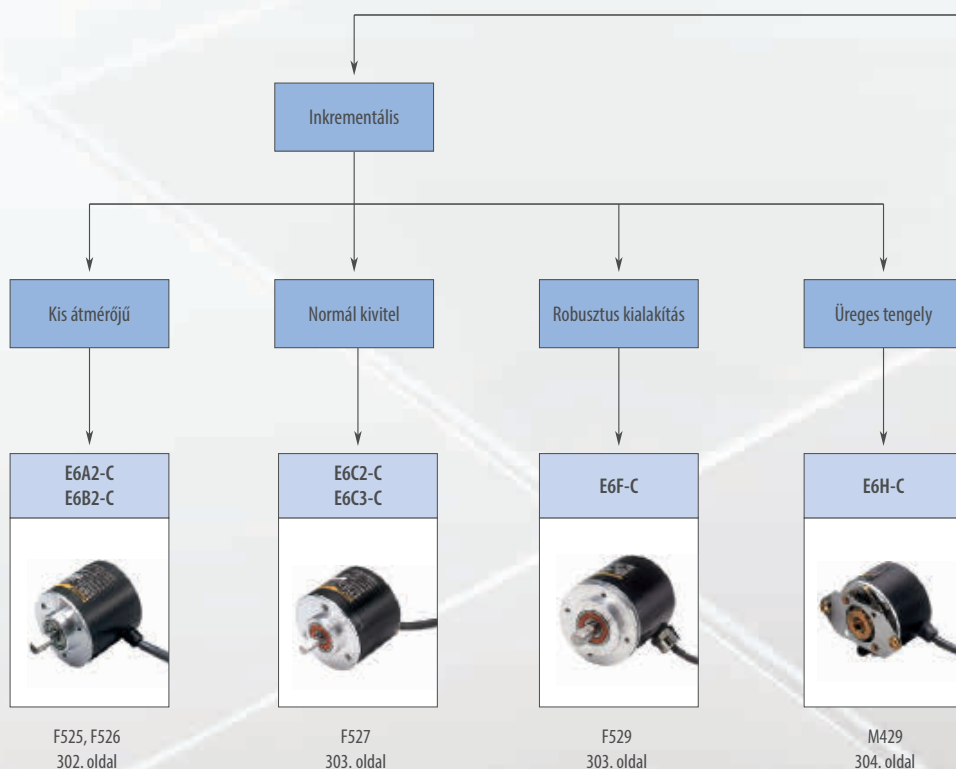 Inkrementális
Kis átmérőjű
Normál kivitel
Robusztus kialakítás
Üreges tengely
E6A2-C
E6B2-C
E6C2-C
E6C3-C
E6F-C
E6H-C
F525, F526
302. oldal
F527
303. oldal
F529
303. oldal
M429
304. oldal